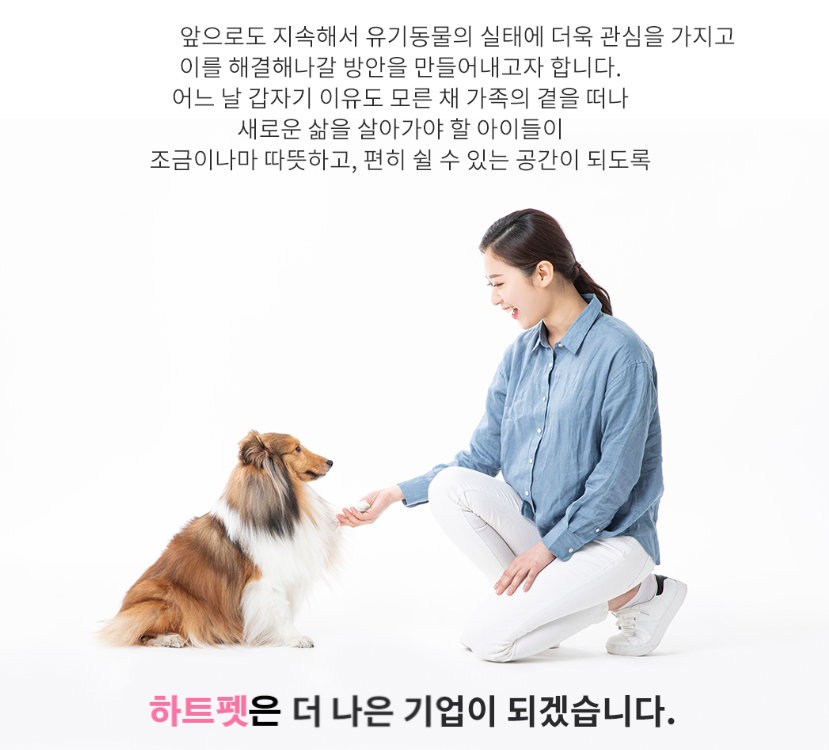 앞으로도 지속해서 유기동물의 실태에 더욱 관심을 가지고
이를 해결해나갈 방안을 만들어내고자 합니다.
어느 날 갑자기 이유도 모른 채 가족의 곁을 떠나
새로운 삶을 살아가야 할 아이들이
조금이나마 따뜻하고, 편히 쉴 수 있는 공간이 되도록
하트펫은 더 나은 기업이 되겠습니다.